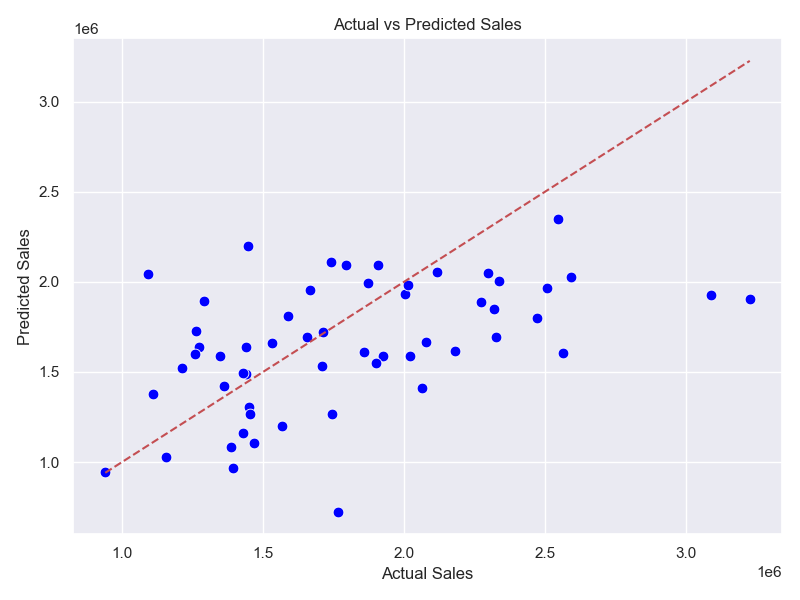 Actual vs Predicted Sales
1e6
3.0
2.5
2.0
1.5
1.0
Predicted Sales
1.0 1.5 2.0 2.5 3.0
Actual Sales
1e6